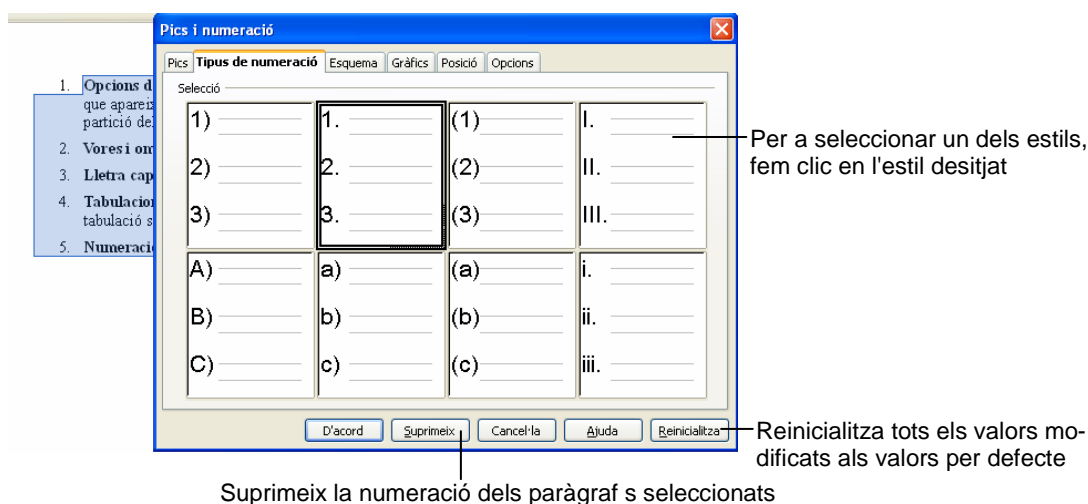 Pics i numeració
Pics Tipus de numeració Esquema Gràfics Posició Opcions
Selecció
1. Opcions d
que apareix
partició del
2. Vores i om
3. Lletra cap
4. Tabulacion
tabulació s
5. Numeració
1) 1. (1) I.
2) 2. (2) II.
3) 3. (3) III.
A) a) (a) i.
B) b) (b) ii.
C) c) (c) iii.
Per a seleccionar un dels estils,
fem clic en l'estil desitjat
D'acord Suprimeix Cancel·la Ajuda Reinicialitza
Reinicialitza tots els valors mo-
dificats als valors per defecte
Suprimeix la numeració dels paràgraf s seleccionats